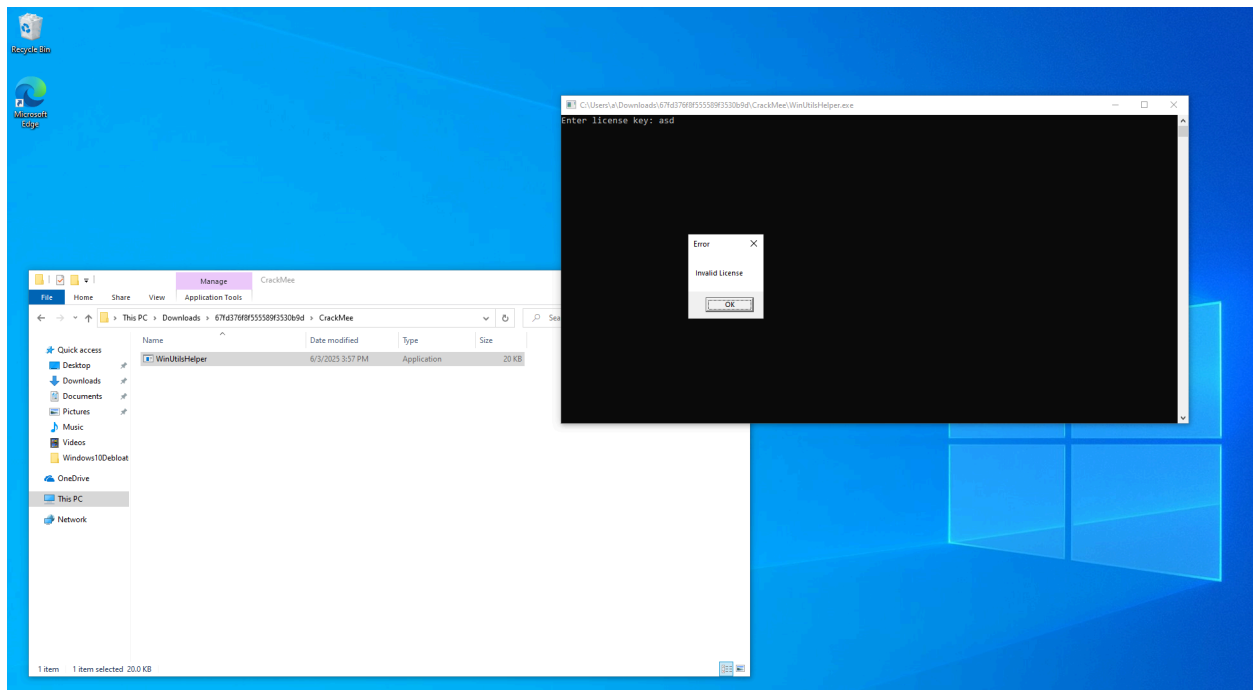 Recycle Bin
Microsoft
Edge
C:\Users\a\Downloads\67fd376f8f555589f3530b9d\CrackMee\WinUtilsHelper.exe
Enter license key: asd
Error
Invalid License
OK
Manage
CrackMee
File
Home
Share
View
Application Tools
This PC
Downloads
67fd376f8f555589f3530b9d
CrackMee
Sea
Name
Date modified
Type
Size
WinUtilsHelper
6/3/2025 3:57 PM
Application
20 KB
Quick access
Desktop
Downloads
Documents
Pictures
Music
Videos
Windows10Debloat
OneDrive
This PC
Network
1 item
1 item selected 20.0 KB